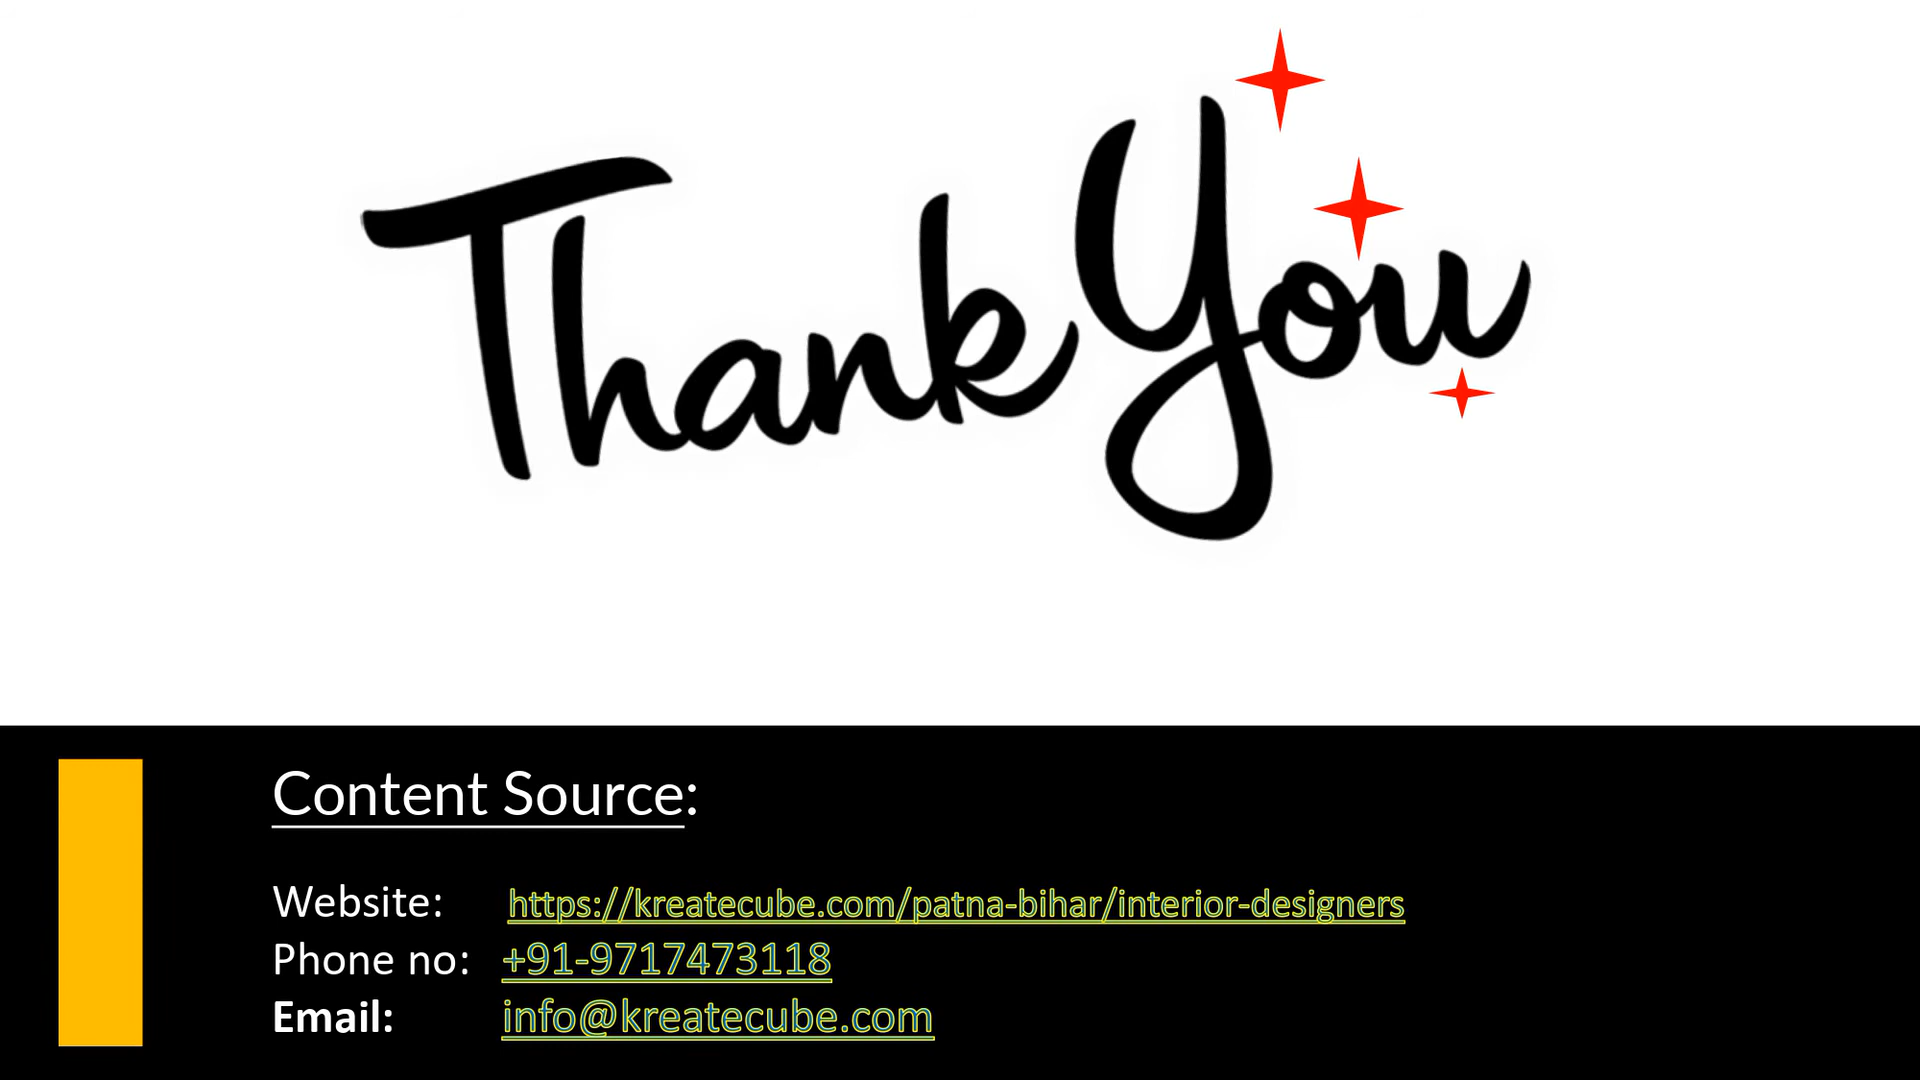 Thank You
Content Source:
Website: https://kreatecube.com/patna-bihar/interior-designers
Phone no: +91-9717473118
Email: info@kreatecube.com